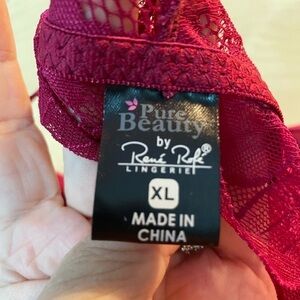 Pure
Beauty
by
René Rofé®
LINGERIE
XL
MADE IN
CHINA